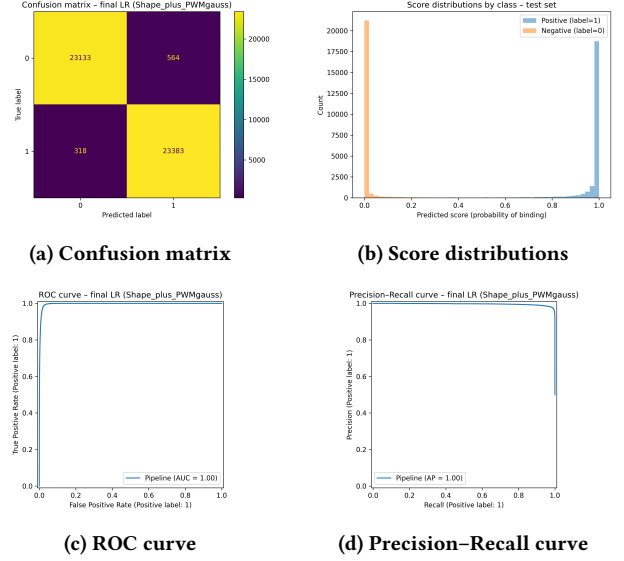 Confusion matrix – final LR (Shape_plus_PWMgauss)
0
1
True label
23133
564
318
23383
0
1
Predicted label
20000
15000
10000
5000
(a) Confusion matrix
Score distributions by class – test set
Positive (label=1)
Negative (label=0)
Count
20000
17500
15000
12500
10000
7500
5000
2500
0
0.0 0.2 0.4 0.6 0.8 1.0
Predicted score (probability of binding)
(b) Score distributions
ROC curve – final LR (Shape_plus_PWMgauss)
True Positive Rate (Positive label: 1)
1.0
0.8
0.6
0.4
0.2
0.0
Pipeline (AUC = 1.00)
0.0 0.2 0.4 0.6 0.8 1.0
False Positive Rate (Positive label: 1)
(c) ROC curve
Precision–Recall curve – final LR (Shape_plus_PWMgauss)
Precision (Positive label: 1)
1.0
0.8
0.6
0.4
0.2
0.0
Pipeline (AP = 1.00)
0.0 0.2 0.4 0.6 0.8 1.0
Recall (Positive label: 1)
(d) Precision–Recall curve